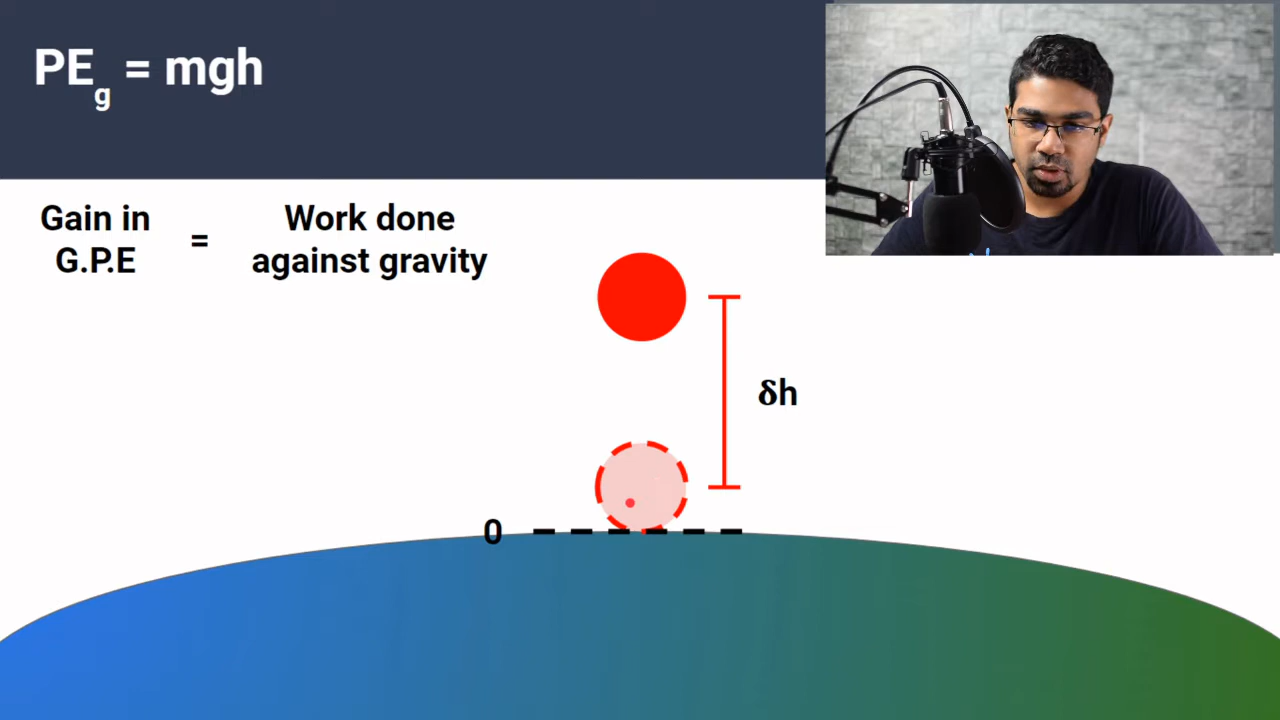 PEg = mgh
Gain in
G.P.E
=
Work done
against gravity
δh
0